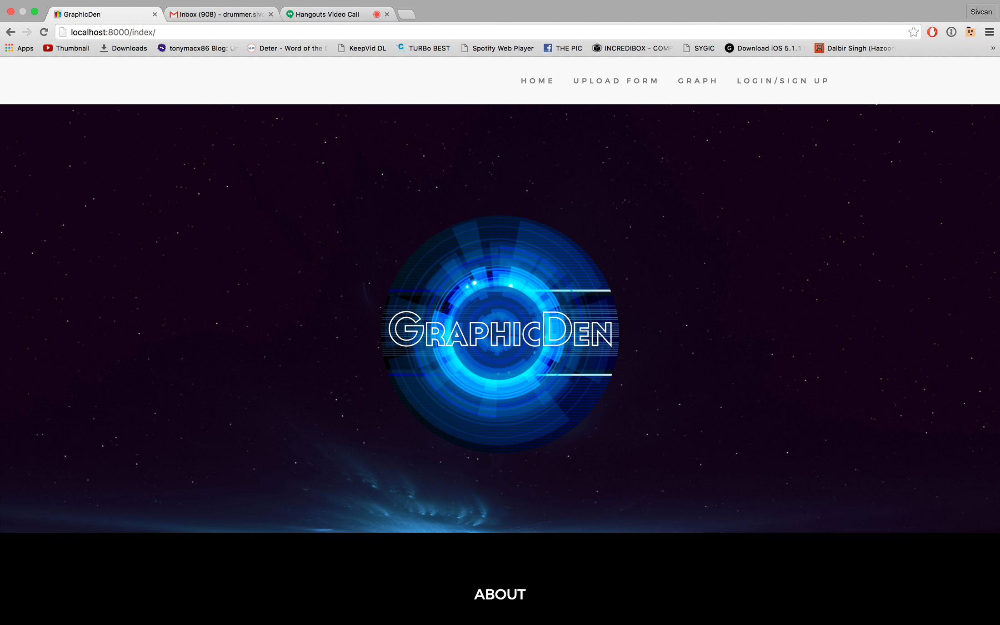 GraphicDen
Inbox (908) - drummer.sivc
Hangouts Video Call
Sivcan
localhost:8000/index/
Apps
Thumbnail
Downloads
tonymacx86 Blog: Un
Deter - Word of the D
KeepVid DL
TURBo BEST
Spotify Web Player
THE PIC
INCREDIBOX - COMP
SYGIC
Download iOS 5.1.1
Dalbir Singh (Hazoor
HOME
UPLOAD FORM
GRAPH
LOGIN/SIGN UP
GRAPHICDEN
ABOUT